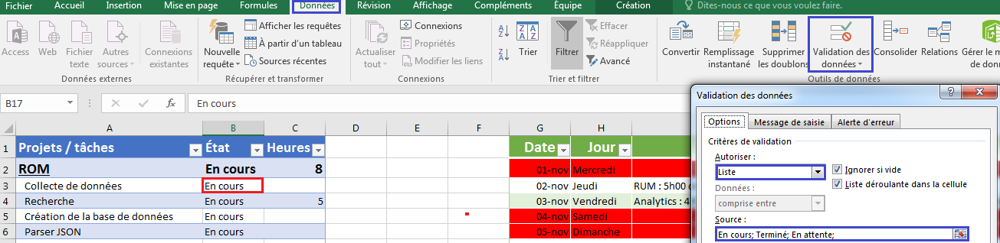 Fichier Accueil Insertion Mise en page Formules Données Révision Affichage Compléments Équipe Création Dites-nous ce que vous voulez faire.
Access Web Fichier texte Autres sources Connexions existantes
Données externes
Nouvelle requête
Afficher les requêtes
À partir d'un tableau
Sources récentes
Récupérer et transformer
Actualiser tout
Connexions
Propriétés
Modifier les liens
Connexions
Trier
Filtrer
Effacer
Réappliquer
Avancé
Trier et filtrer
Convertir Remplissage instantané Supprimer les doublons Validation des données Consolider Relations Gérer le m de donn
Outils de données
B17 fx En cours
A B C D E F G H
1 Projets / tâches État Heures Date Jour
2 ROM En cours 8 01-nov Mercredi
3 Collecte de données En cours 02-nov Jeudi RUM : 5h00
4 Recherche En cours 5 03-nov Vendredi Analytics : 4
5 Création de la base de données En cours 04-nov Samedi
6 Parser JSON En cours 05-nov Dimanche
Validation des données ?
Options Message de saisie Alerte d'erreur
Critères de validation
Autoriser :
Liste
Ignorer si vide
Liste déroulante dans la cellule
Données :
comprise entre
Source :
En cours; Terminé; En attente;